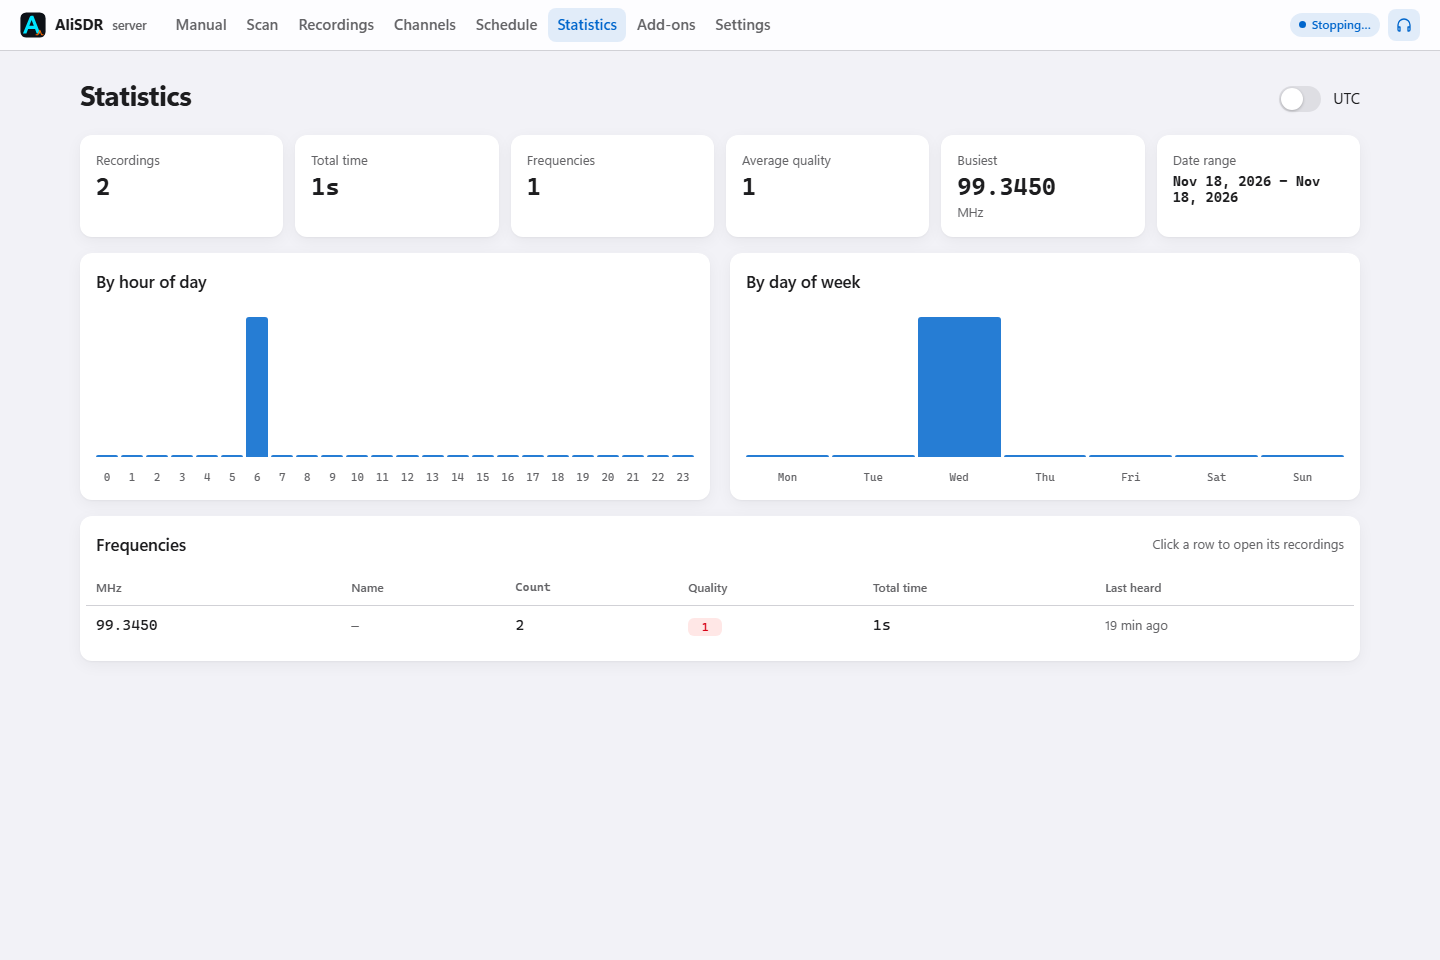 AliSDR server Manual Scan Recordings Channels Schedule Statistics Add-ons Settings Stopping...
Statistics
UTC
Recordings
2
Total time
1s
Frequencies
1
Average quality
1
Busiest
99.3450
MHz
Date range
Nov 18, 2026 – Nov
18, 2026
By hour of day
0 1 2 3 4 5 6 7 8 9 10 11 12 13 14 15 16 17 18 19 20 21 22 23
By day of week
Mon Tue Wed Thu Fri Sat Sun
Frequencies
Click a row to open its recordings
MHz Name Count Quality Total time Last heard
99.3450 – 2 1 1s 19 min ago